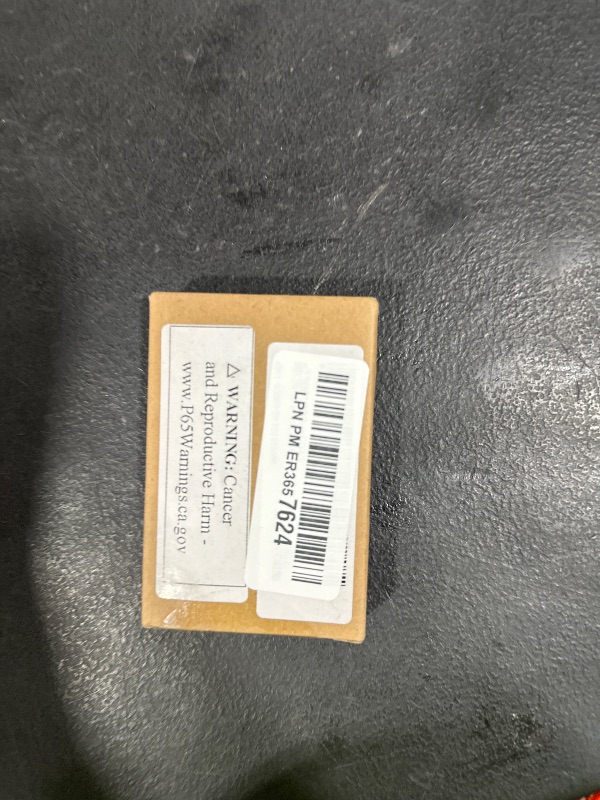 LPN PM ER365 7624
⚠ WARNING: Cancer
and Reproductive Harm -
www.P65Warnings.ca.gov